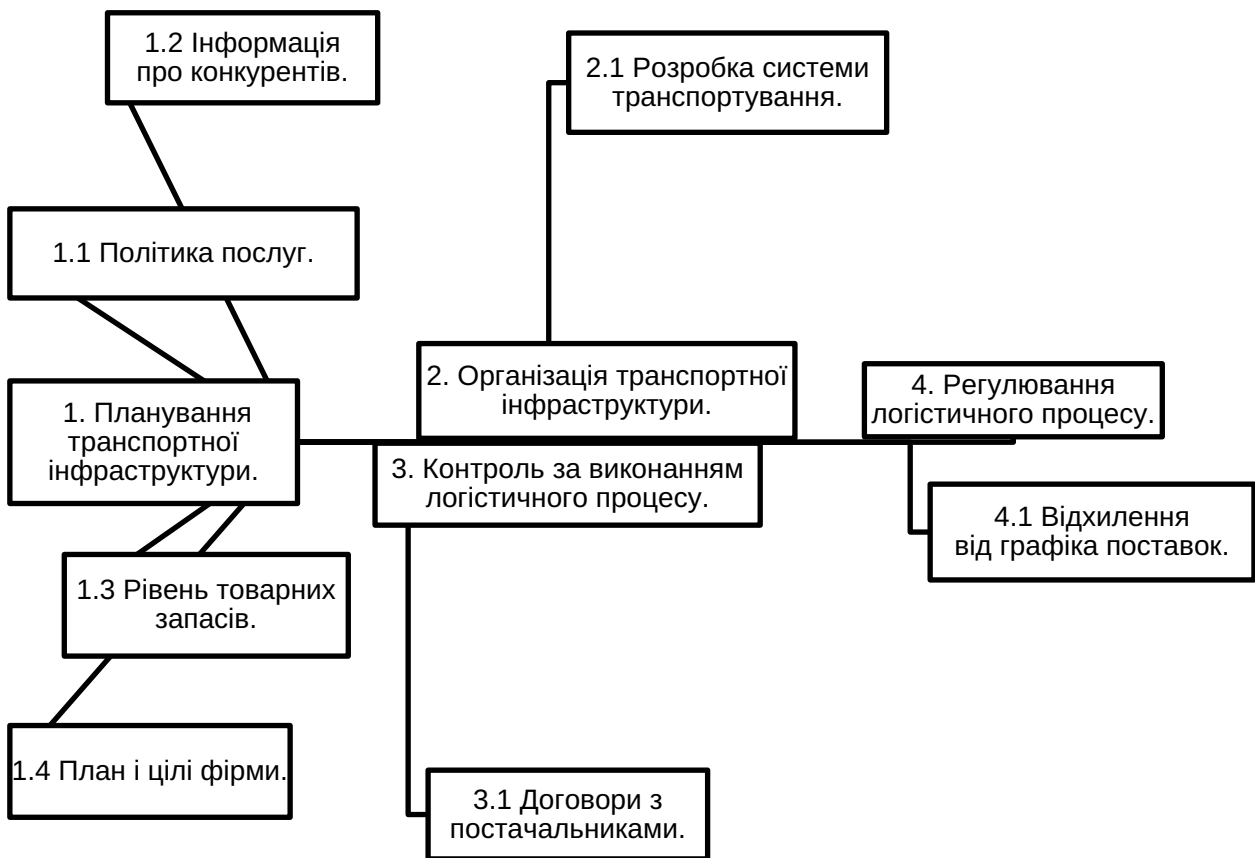 1.2 Інформація
про конкурентів.
2.1 Розробка системи
транспортування.
1.1 Політика послуг.
1. Планування
транспортної
інфраструктури.
2. Організація транспортної
інфраструктури.
4. Регулювання
логістичного процесу.
3. Контроль за виконанням
логістичного процесу.
4.1 Відхилення
від графіка поставок.
1.3 Рівень товарних
запасів.
1.4 План і цілі фірми.
3.1 Договори з
постачальниками.